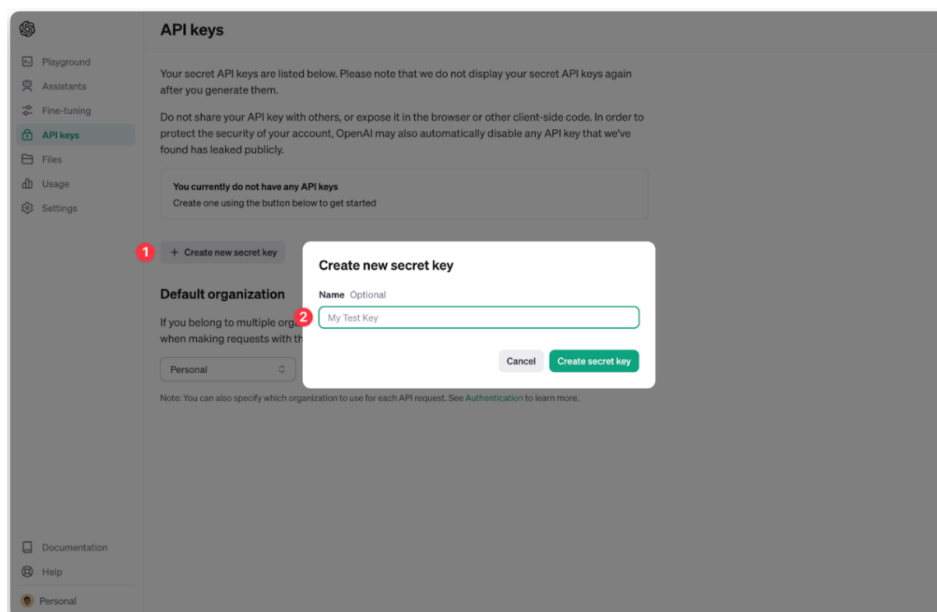 API keys
Playground
Assistants
Fine-tuning
API keys
Files
Usage
Settings
Your secret API keys are listed below. Please note that we do not display your secret API keys again
after you generate them.
Do not share your API key with others, or expose it in the browser or other client-side code. In order to
protect the security of your account, OpenAI may also automatically disable any API key that we've
found has leaked publicly.
You currently do not have any API keys
Create one using the button below to get started
1 + Create new secret key
Create new secret key
Name Optional
2 My Test Key
Cancel Create secret key
Default organization
If you belong to multiple orga
when making requests with th
Personal
Note: You can also specify which organization to use for each API request. See Authentication to learn more.
Documentation
Help
Personal